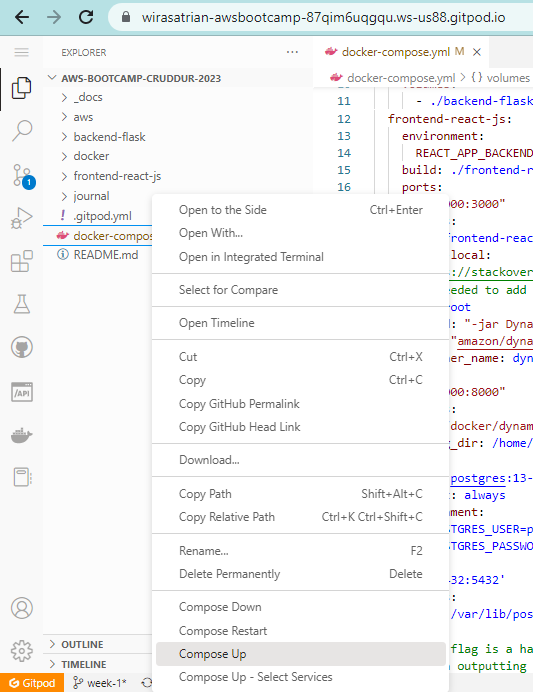 wirasatrian-awsbootcamp-87qim6uqgqu.ws-us88.gitpod.io
EXPLORER
AWS-BOOTCAMP-CRUDDUR-2023
_docs
aws
backend-flask
docker
frontend-react-js
journal
.gitpod.yml
docker-compo
README.md
OUTLINE
TIMELINE
Gitpod
week-1*
1
/API
Open to the Side Ctrl+Enter
Open With...
Open in Integrated Terminal
Select for Compare
Open Timeline
Cut Ctrl+X
Copy Ctrl+C
Copy GitHub Permalink
Copy GitHub Head Link
Download...
Copy Path Shift+Alt+C
Copy Relative Path Ctrl+K Ctrl+Shift+C
Rename... F2
Delete Permanently Delete
Compose Down
Compose Restart
Compose Up
Compose Up - Select Services
docker-compose.yml M
docker-compose.yml > {} volumes
11 - ./backend-flask
12 frontend-react-js:
13 environment:
14 REACT_APP_BACKEND
15 build: ./frontend-r
16 ports:
000:3000"
:
frontend-reac
local:
s://stackover
eeded to add
root
d: "-jar Dyna
"amazon/dyna
ner_name: dyn
000:8000"
s:
docker/dynam
g_dir: /home/
postgres:13-
t: always
nment:
STGRES_USER=p
STGRES_PASSWO
432:5432'
s:
/var/lib/pos
flag is a ha
n outputting